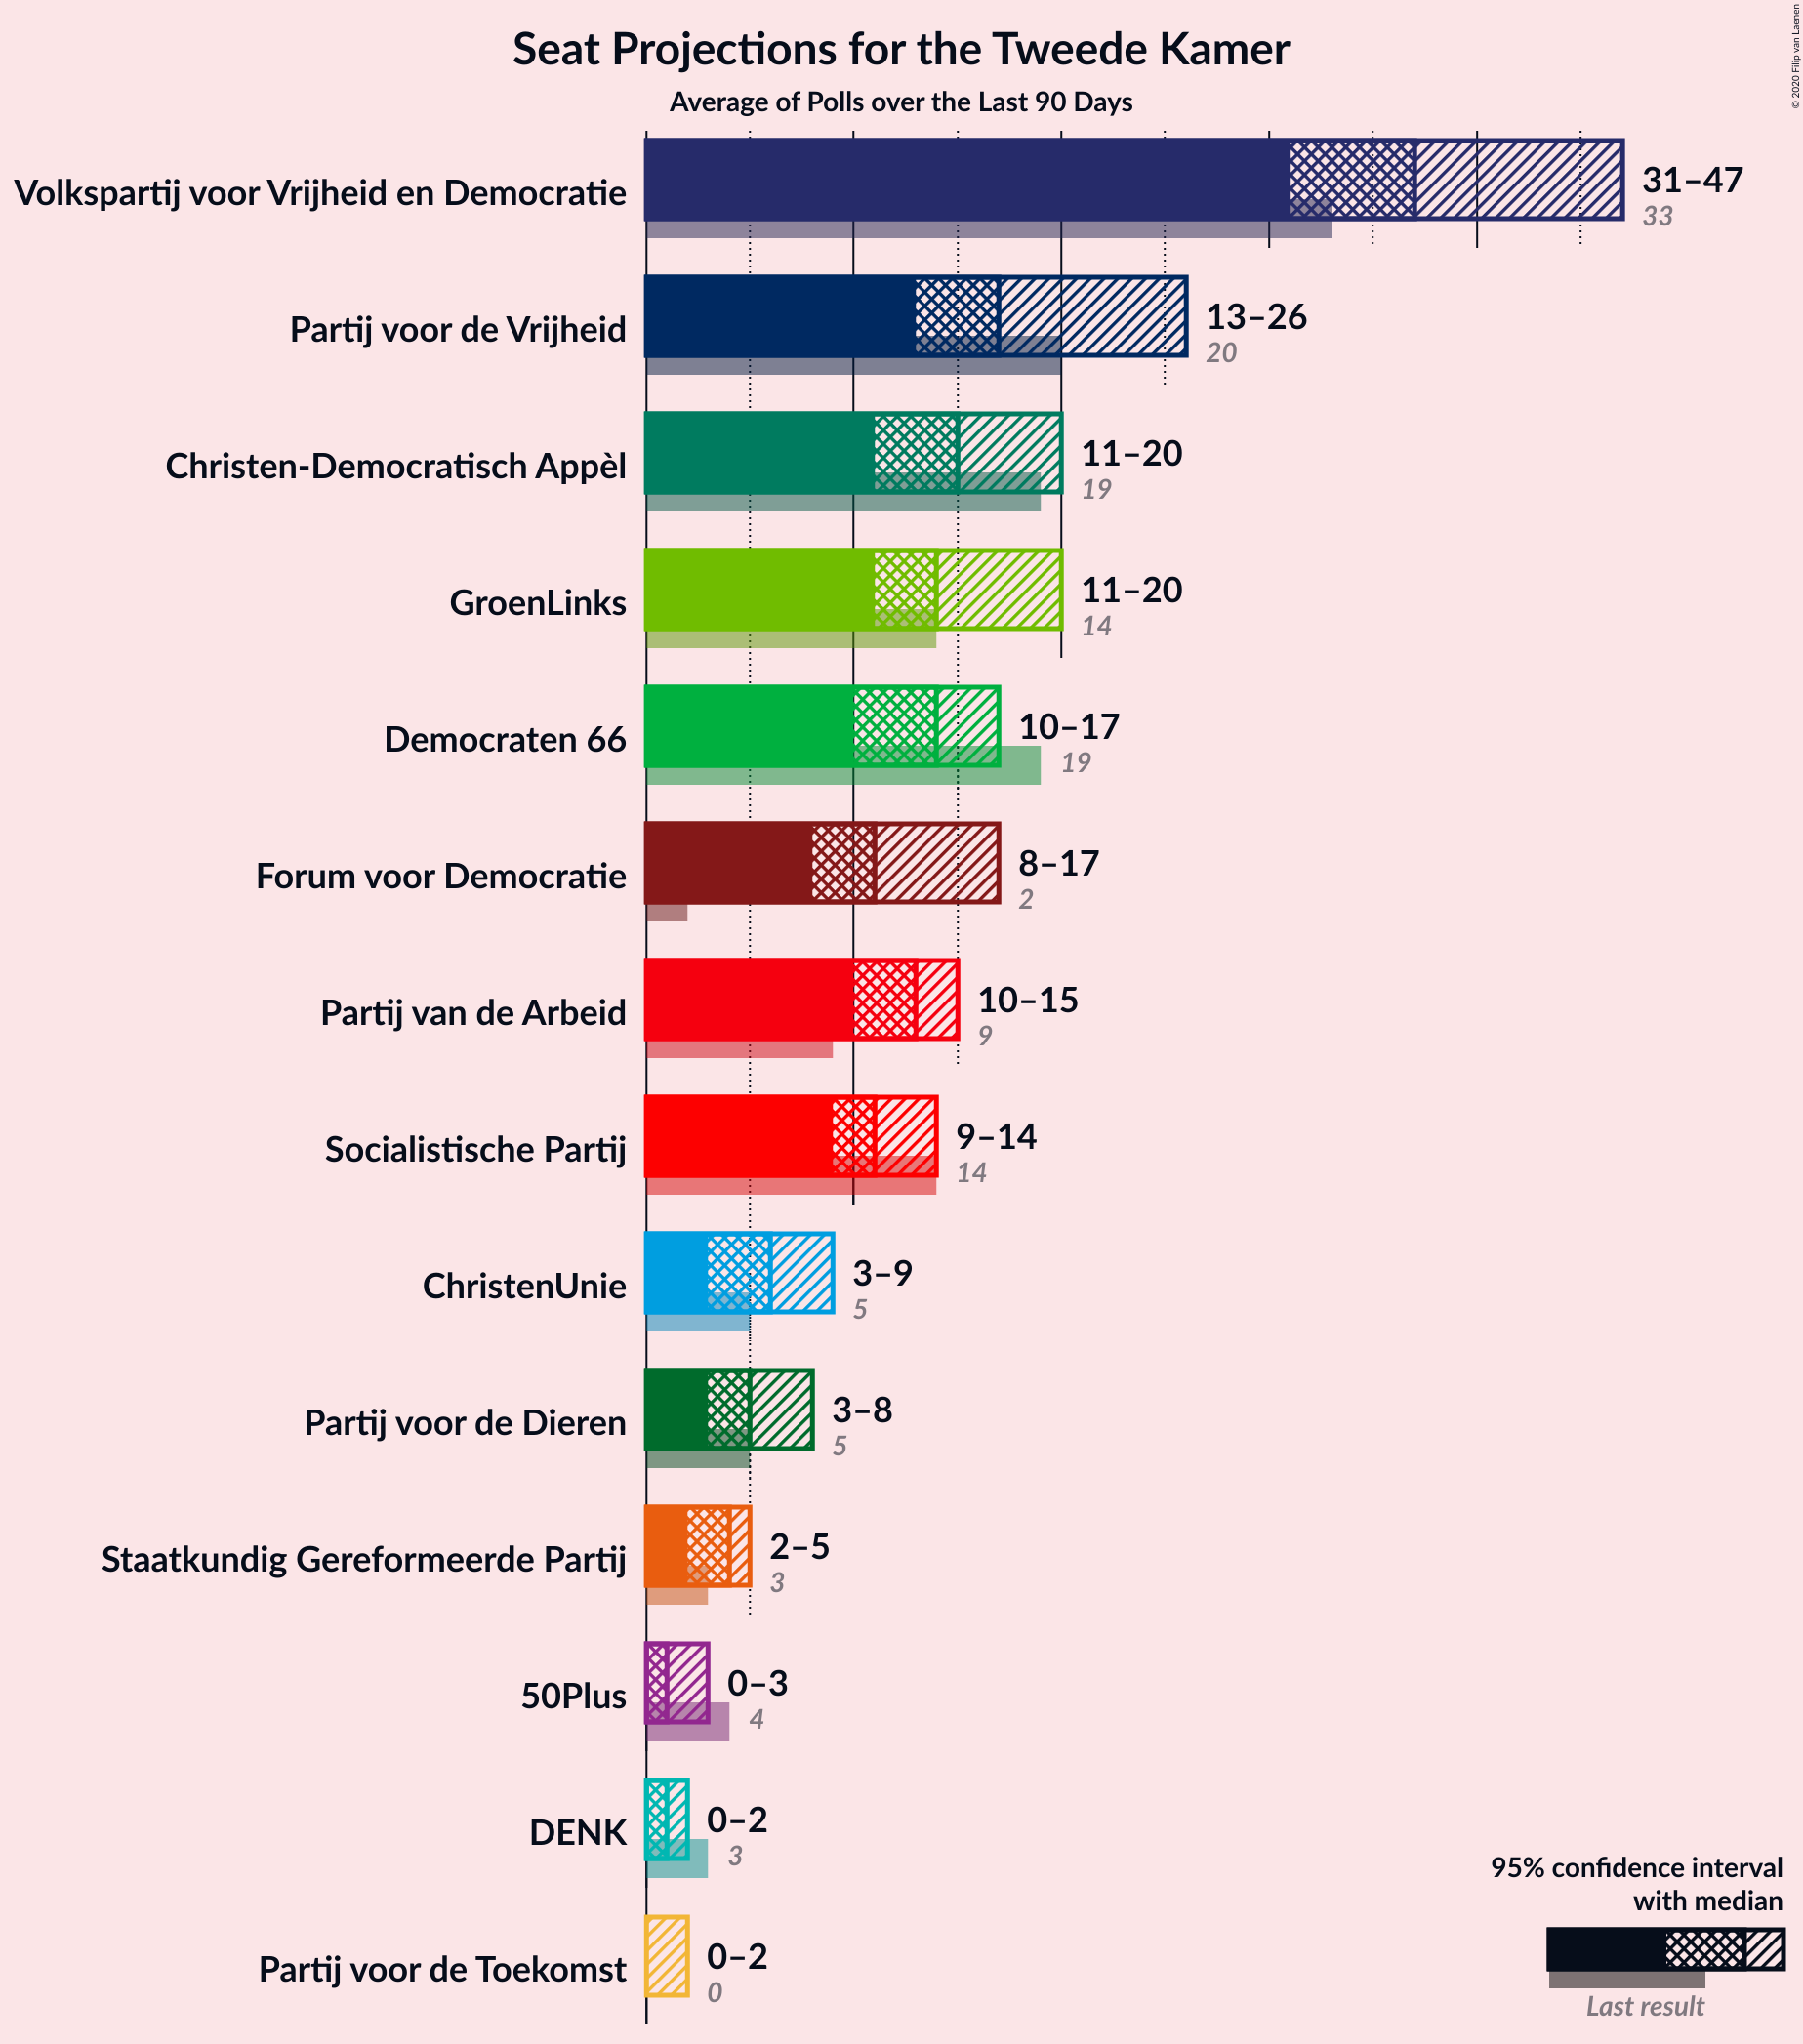 © 2020 Filip van Laenen
Seat Projections for the Tweede Kamer
Average of Polls over the Last 90 Days
Volkspartij voor Vrijheid en Democratie
31–47
33
Partij voor de Vrijheid
13–26
20
Christen-Democratisch Appèl
11–20
19
GroenLinks
11–20
14
Democraten 66
10–17
19
Forum voor Democratie
8–17
2
Partij van de Arbeid
10–15
9
Socialistische Partij
9–14
14
ChristenUnie
3–9
5
Partij voor de Dieren
3–8
5
Staatkundig Gereformeerde Partij
2–5
3
50Plus
0–3
4
DENK
0–2
3
Partij voor de Toekomst
0–2
0
95% confidence interval
with median
Last result